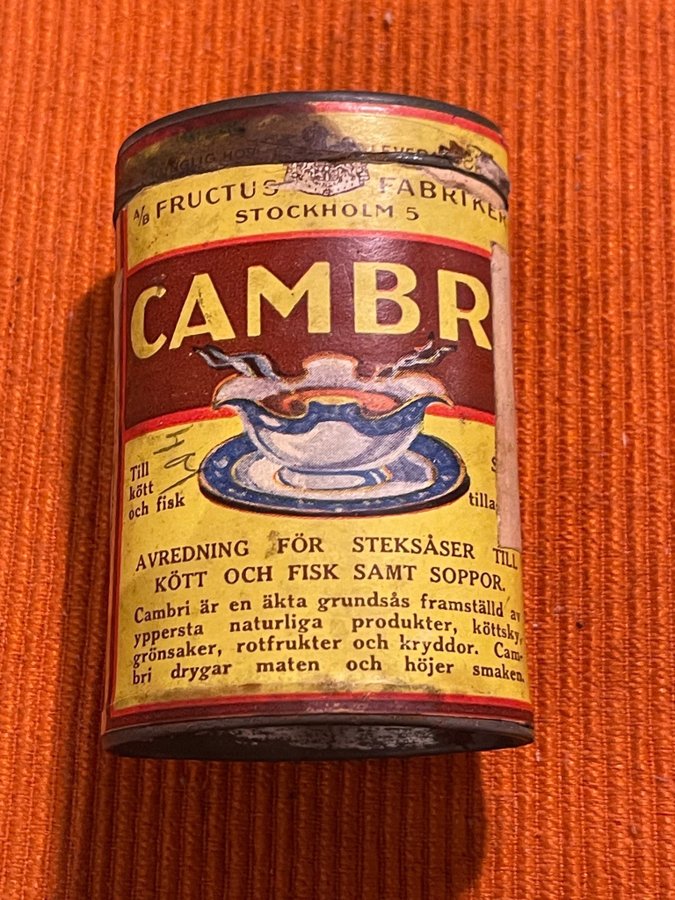 A/B FRUCTUS FABRIKER
STOCKHOLM 5
CAMBR
Till
kött
och fisk
AVREDNING FÖR STEKSÅSER TILL
KÖTT OCH FISK SAMT SOPPOR.
Cambri är en äkta grundsås framställd av
yppersta naturliga produkter, köttsky,
grönsaker, rotfrukter och kryddor. Cam-
bri drygar maten och höjer smaken.